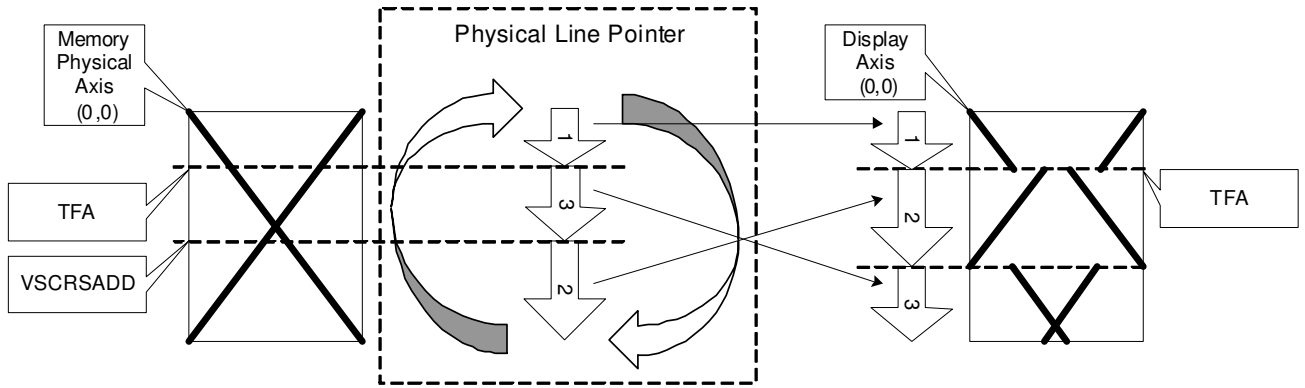 Memory
Physical
Axis
(0,0)
TFA
VSCRSADD
Physical Line Pointer
1
3
2
Display
Axis
(0,0)
1
2
3
TFA